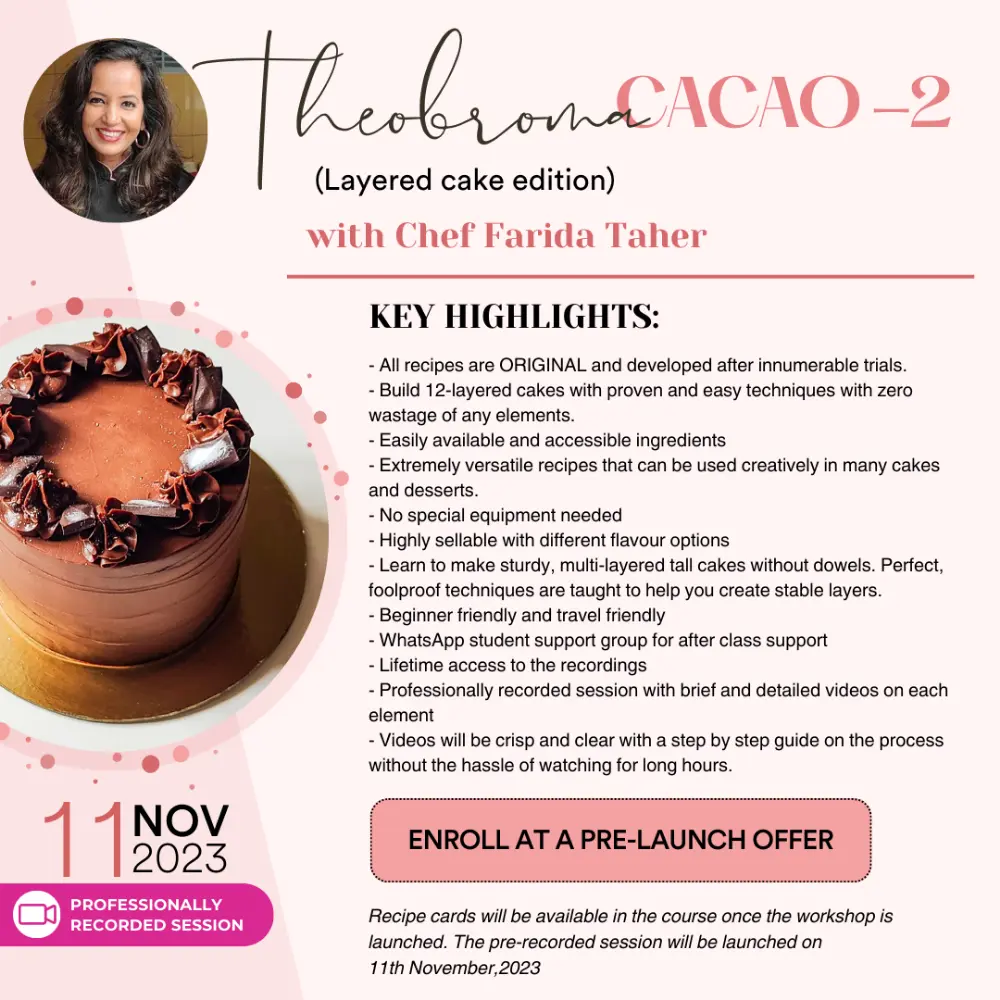 Theobroma CACAO -2
(Layered cake edition)
with Chef Farida Taher
KEY HIGHLIGHTS:
- All recipes are ORIGINAL and developed after innumerable trials.
- Build 12-layered cakes with proven and easy techniques with zero
wastage of any elements.
- Easily available and accessible ingredients
- Extremely versatile recipes that can be used creatively in many cakes
and desserts.
- No special equipment needed
- Highly sellable with different flavour options
- Learn to make sturdy, multi-layered tall cakes without dowels. Perfect,
foolproof techniques are taught to help you create stable layers.
- Beginner friendly and travel friendly
- WhatsApp student support group for after class support
- Lifetime access to the recordings
- Professionally recorded session with brief and detailed videos on each
element
- Videos will be crisp and clear with a step by step guide on the process
without the hassle of watching for long hours.
11 NOV
2023
PROFESSIONALLY
RECORDED SESSION
ENROLL AT A PRE-LAUNCH OFFER
Recipe cards will be available in the course once the workshop is
launched. The pre-recorded session will be launched on
11th November,2023